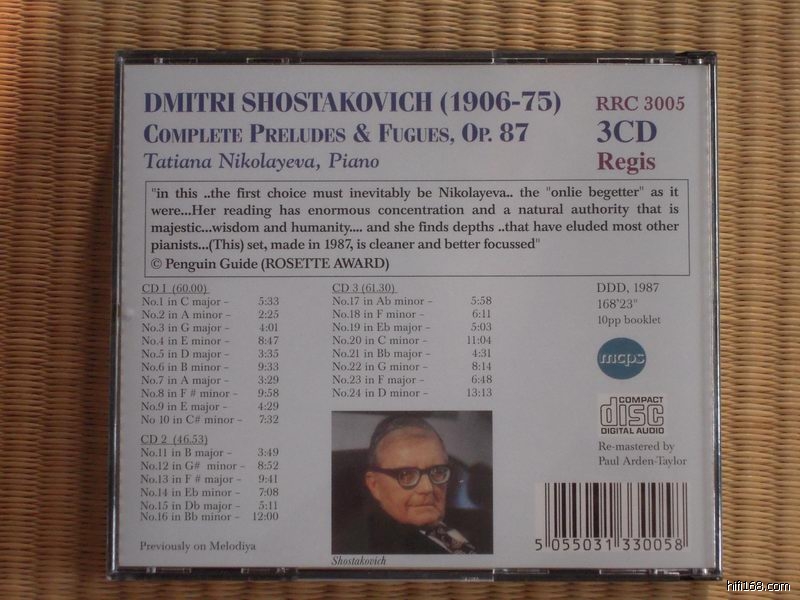 DMITRI SHOSTAKOVICH (1906-75)
COMPLETE PRELUDES & FUGUES, OP. 87
Tatiana Nikolayeva, Piano
RRC 3005
3CD
Regis
"in this ..the first choice must inevitably be Nikolayeva.. the "onlie begetter" as it
were...Her reading has enormous concentration and a natural authority that is
majestic...wisdom and humanity.... and she finds depths ..that have eluded most other
pianists...(This) set, made in 1987, is cleaner and better focussed"
© Penguin Guide (ROSETTE AWARD)
CD 1 (60.00)
No.1 in C major – 5:33
No.2 in A minor – 2:25
No.3 in G major – 4:01
No.4 in E minor – 8:47
No.5 in D major – 3:35
No.6 in B minor – 9:33
No.7 in A major – 3:29
No.8 in F # minor – 9:58
No.9 in E major – 4:29
No 10 in C# minor – 7:32
CD 2 (46.53)
No.11 in B major – 3:49
No.12 in G# minor – 8:52
No.13 in F # major – 9:41
No.14 in Eb minor – 7:08
No.15 in Db major – 5:11
No.16 in Bb minor – 12:00
Previously on Melodiya
CD 3 (61.30)
No.17 in Ab minor – 5:58
No.18 in F minor – 6:11
No.19 in Eb major – 5:03
No.20 in C minor – 11:04
No.21 in Bb major – 4:31
No.22 in G minor – 8:14
No.23 in F major – 6:48
No.24 in D minor – 13:13
Shostakovich
DDD, 1987
168'23"
10pp booklet
mcps
COMPACT
disc
DIGITAL AUDIO
Re-mastered by
Paul Arden-Taylor
5 055031 330058
hifi168.com